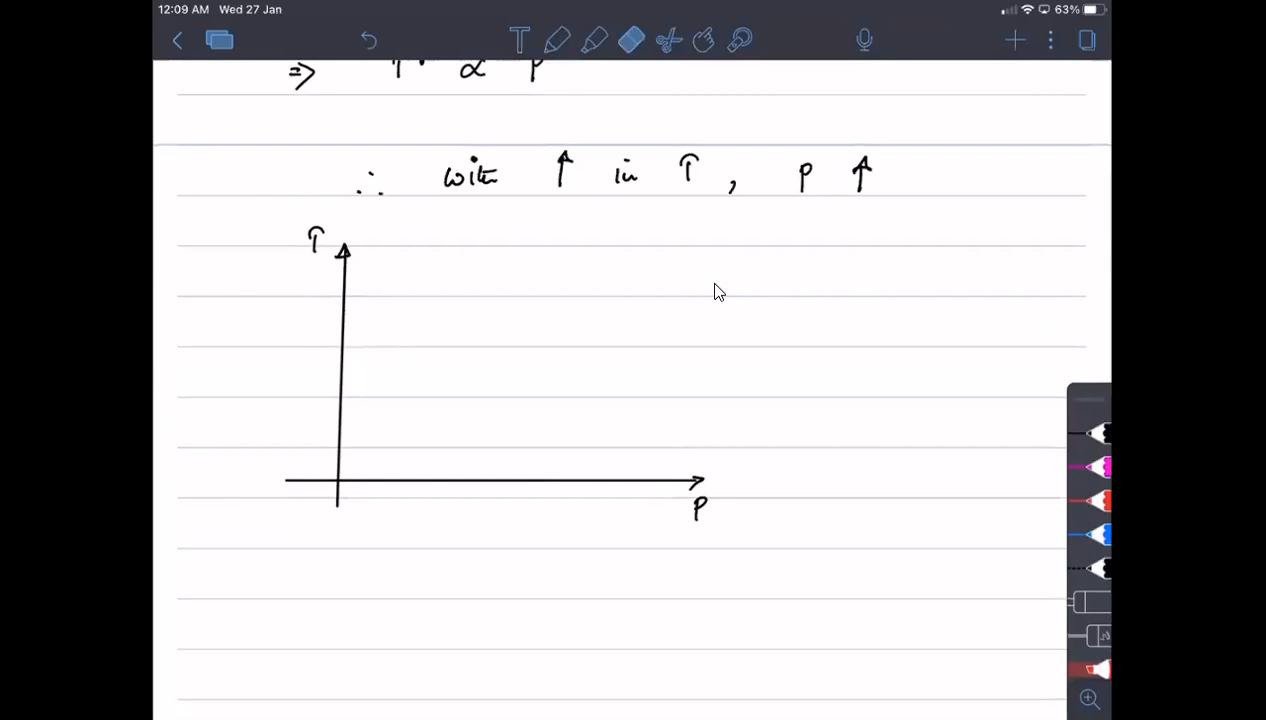 12:09 AM Wed 27 Jan 63%
T
⇒ ∝ P
∴ with ↑ in T, P ↑
T
P